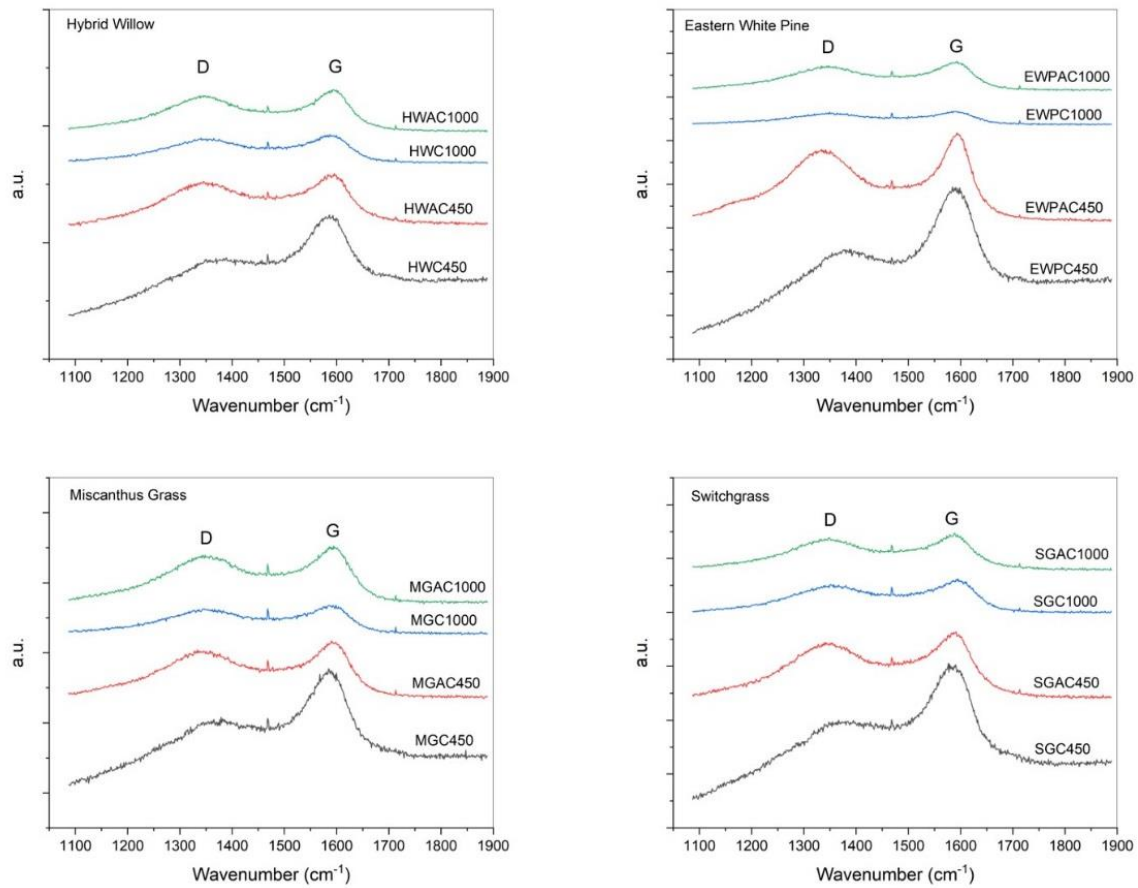 Hybrid Willow
D G
HWAC1000
HWC1000
HWAC450
HWC450
a.u.
1100 1200 1300 1400 1500 1600 1700 1800 1900
Wavenumber (cm⁻¹)
Eastern White Pine
D G
EWPAC1000
EWPC1000
EWPAC450
EWPC450
a.u.
1100 1200 1300 1400 1500 1600 1700 1800 1900
Wavenumber (cm⁻¹)
Miscanthus Grass
D G
MGAC1000
MGC1000
MGAC450
MGC450
a.u.
1100 1200 1300 1400 1500 1600 1700 1800 1900
Wavenumber (cm⁻¹)
Switchgrass
D G
SGAC1000
SGC1000
SGAC450
SGC450
a.u.
1100 1200 1300 1400 1500 1600 1700 1800 1900
Wavenumber (cm⁻¹)